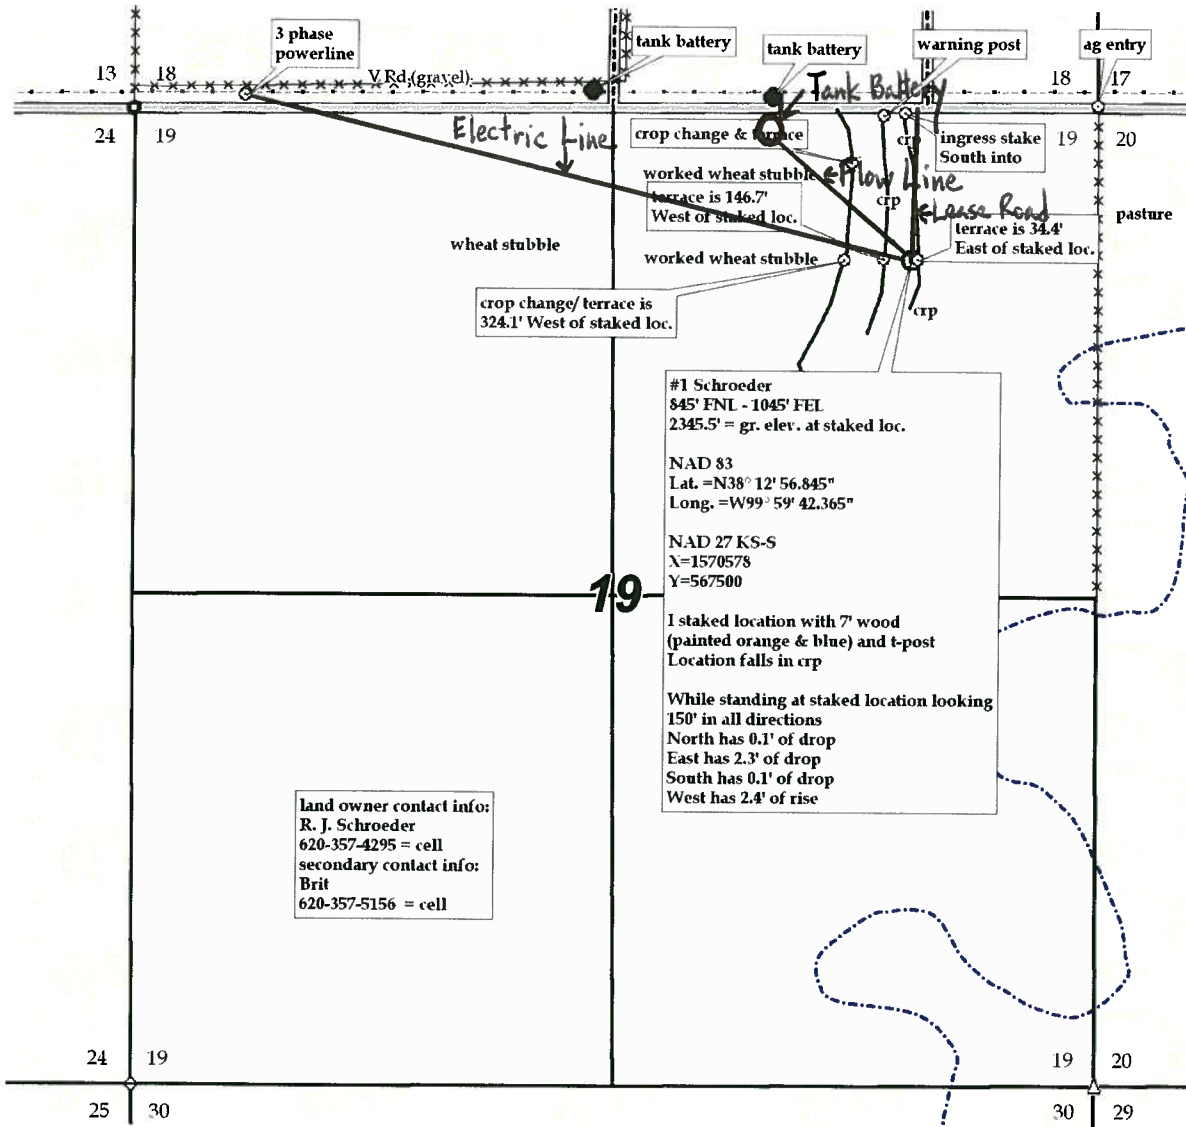 3 phase
powerline
tank battery
tank battery
warning post
ag entry
13 18
V Rd (gravel)
18 17
Tank Battery
24 19
Electric Line
crop change & terrace
crp
ingress stake
South into
19 20
worked wheat stubble
Flow Line
terrace is 146.7'
West of staked loc.
crp
Lease Road
pasture
terrace is 34.4'
East of staked loc.
wheat stubble
worked wheat stubble
crop change/ terrace is
324.1' West of staked loc.
crp
#1 Schroeder
845' FNL - 1045' FEL
2345.5' = gr. elev. at staked loc.
NAD 83
Lat. =N38° 12' 56.845"
Long. =W99° 59' 42.365"
NAD 27 KS-S
X=1570578
Y=567500
19
I staked location with 7' wood
(painted orange & blue) and t-post
Location falls in crp
While standing at staked location looking
150' in all directions
North has 0.1' of drop
East has 2.3' of drop
South has 0.1' of drop
West has 2.4' of rise
land owner contact info:
R. J. Schroeder
620-357-4295 = cell
secondary contact info:
Brit
620-357-5156 = cell
24 19
19 20
25 30
30 29